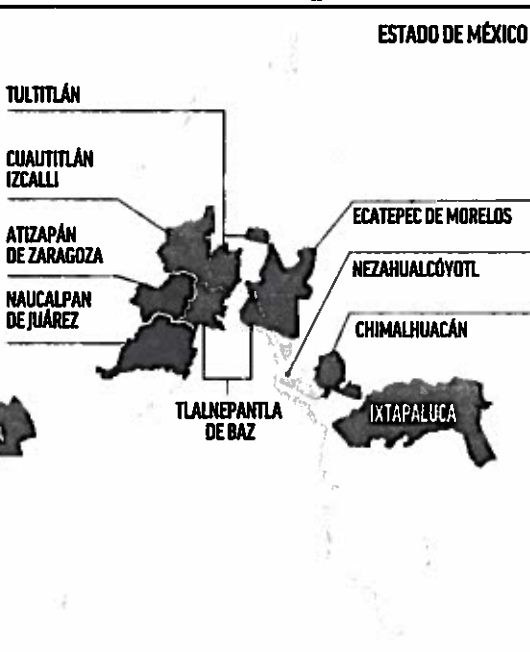 ESTADO DE MÉXICO
TULTITLÁN
CUAUTITLÁN
IZCALLI
ATIZAPÁN
DE ZARAGOZA
NAUCALPAN
DE JUÁREZ
ECATEPEC DE MORELOS
NEZAHUALCÓYOTL
CHIMALHUACÁN
TLALNEPANTLA
DE BAZ
IXTAPALUCA